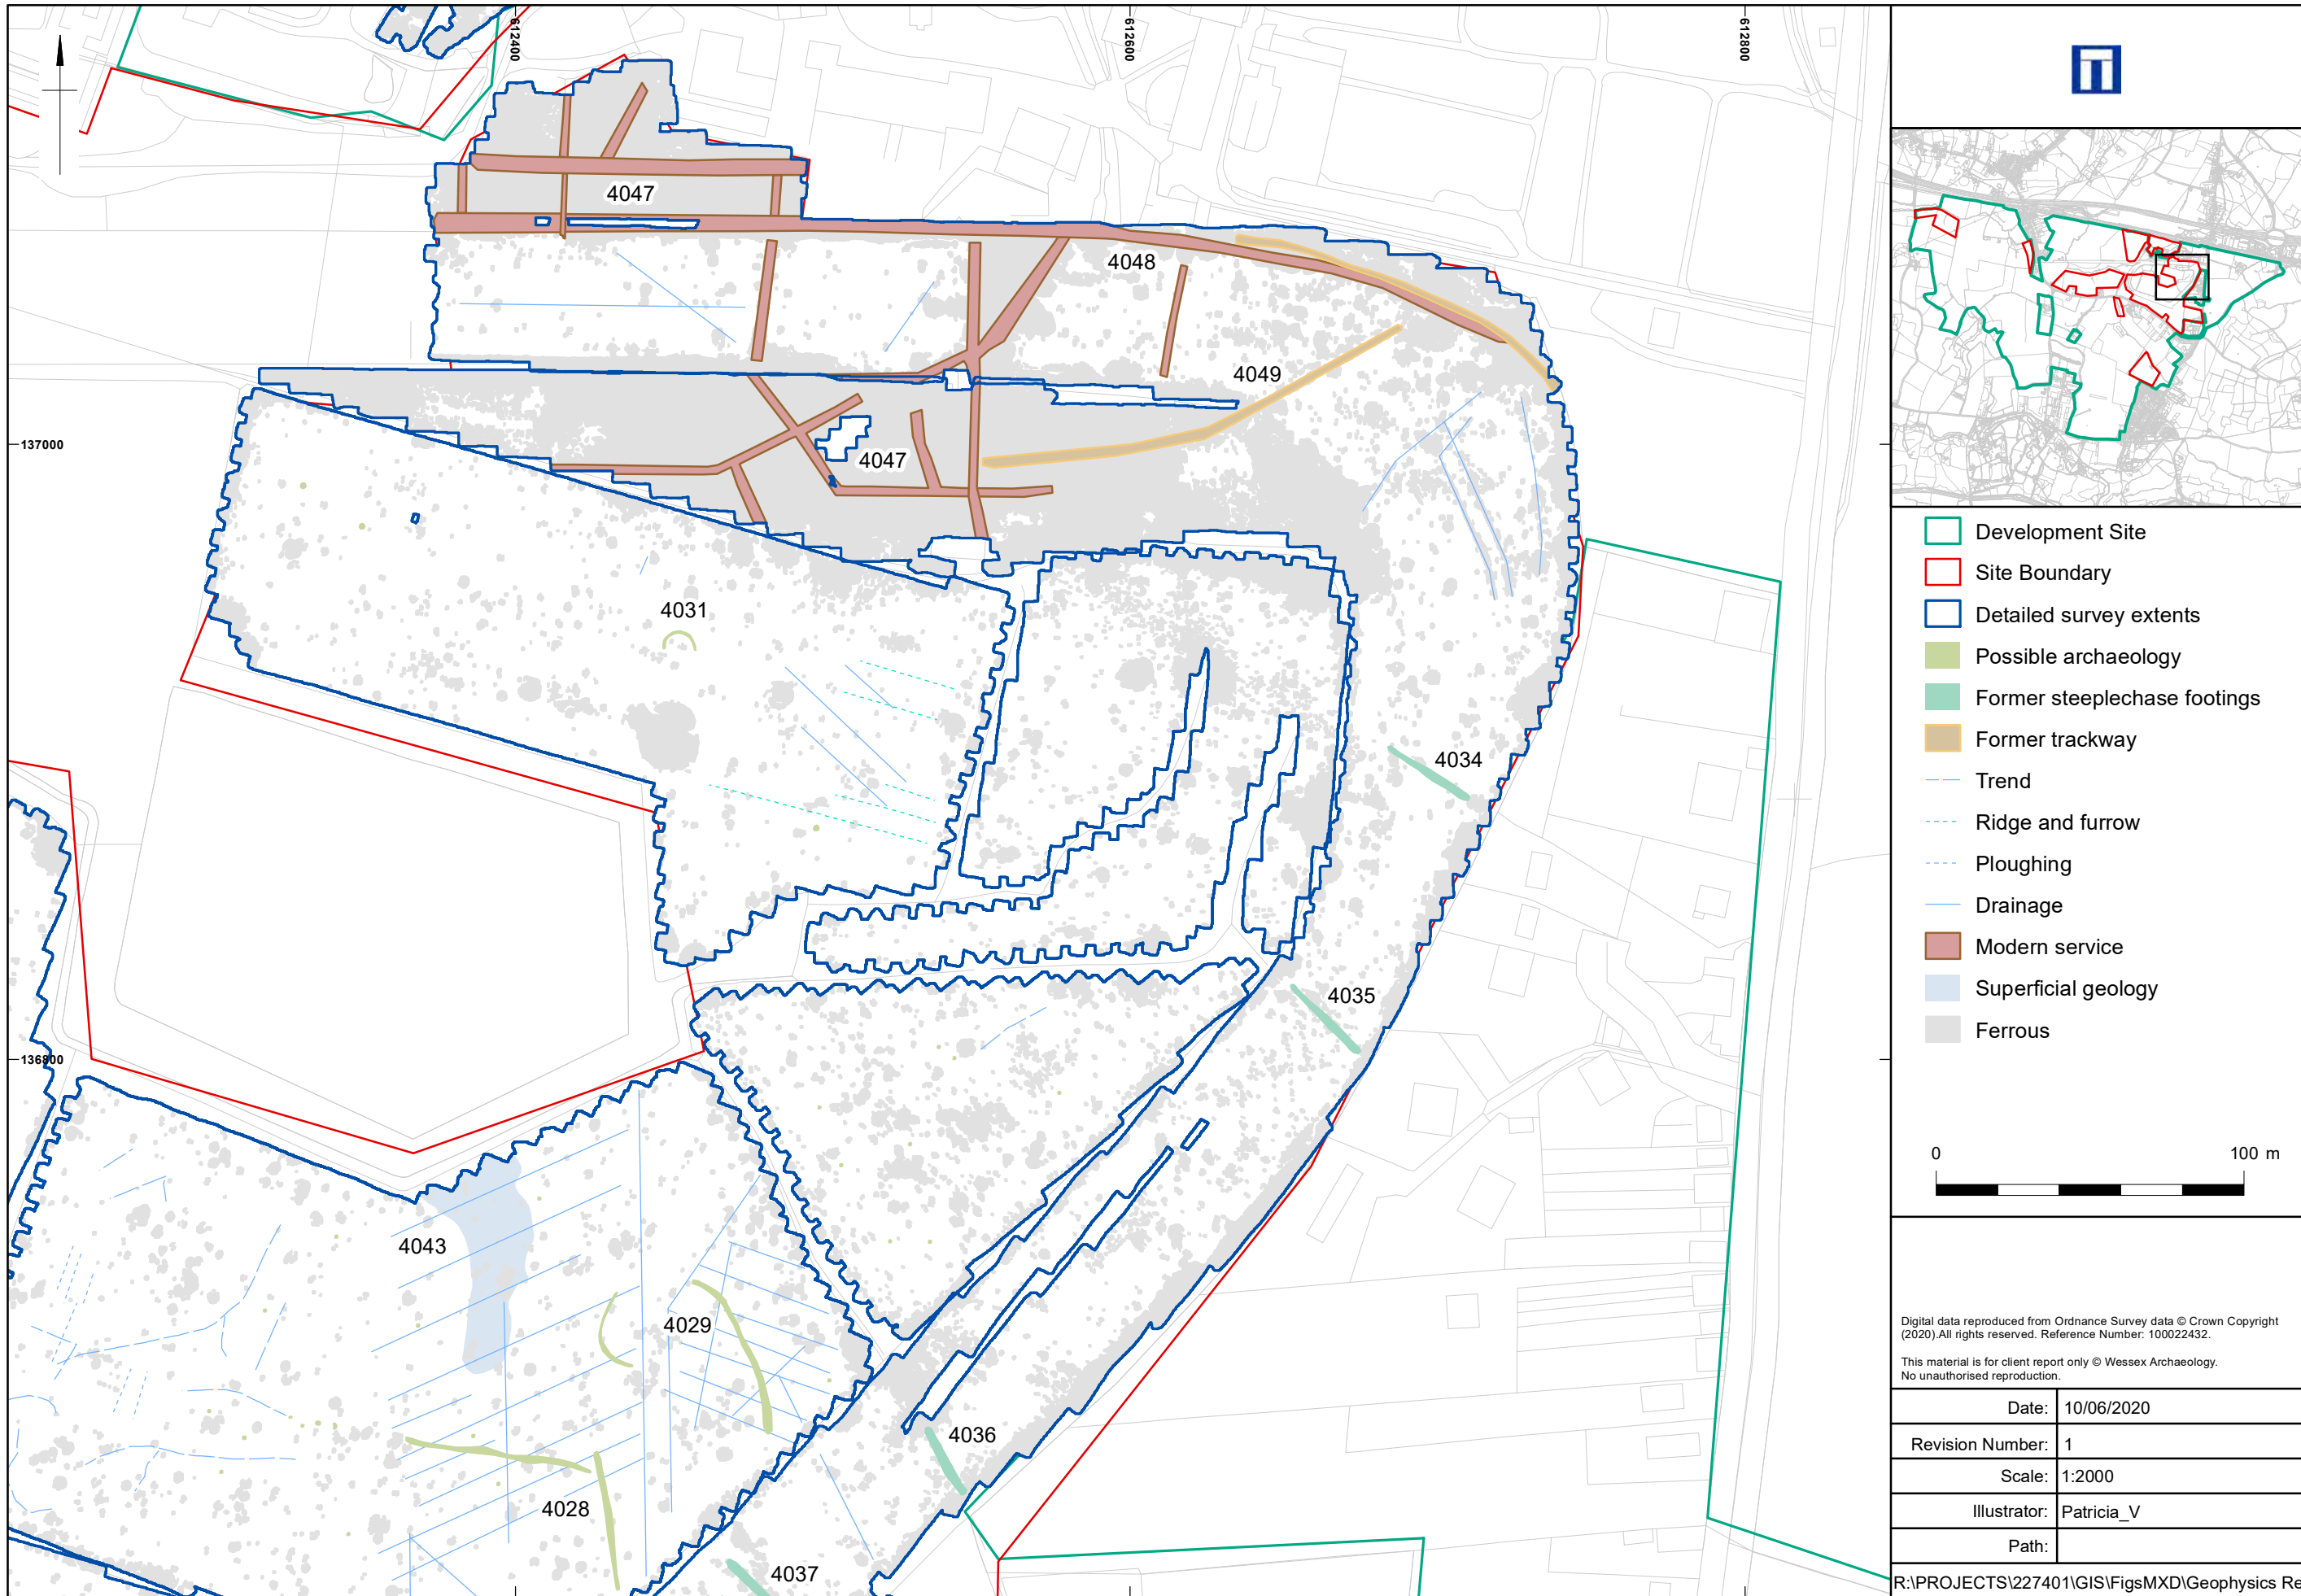 612400
612600
612800
4047
4048
4049
137000
4047
4031
4034
4035
136800
4043
4029
4036
4028
4037
Development Site
Site Boundary
Detailed survey extents
Possible archaeology
Former steeplechase footings
Former trackway
Trend
Ridge and furrow
Ploughing
Drainage
Modern service
Superficial geology
Ferrous
0 100 m
Digital data reproduced from Ordnance Survey data © Crown Copyright
(2020).All rights reserved. Reference Number: 100022432.
This material is for client report only © Wessex Archaeology.
No unauthorised reproduction.
Date: 10/06/2020
Revision Number: 1
Scale: 1:2000
Illustrator: Patricia_V
Path:
R:\PROJECTS\227401\GIS\FigsMXD\Geophysics Re